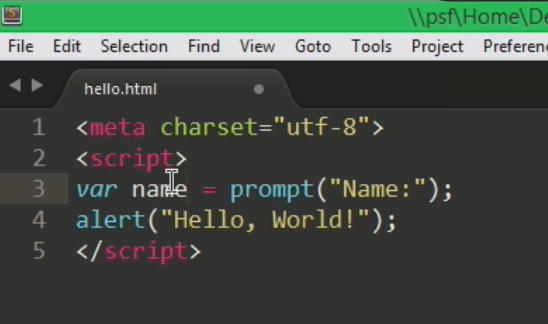 \\psf\Home\De
File Edit Selection Find View Goto Tools Project Preferenc
hello.html
1 <meta charset="utf-8">
2 <script>
3 var name = prompt("Name:");
4 alert("Hello, World!");
5 </script>